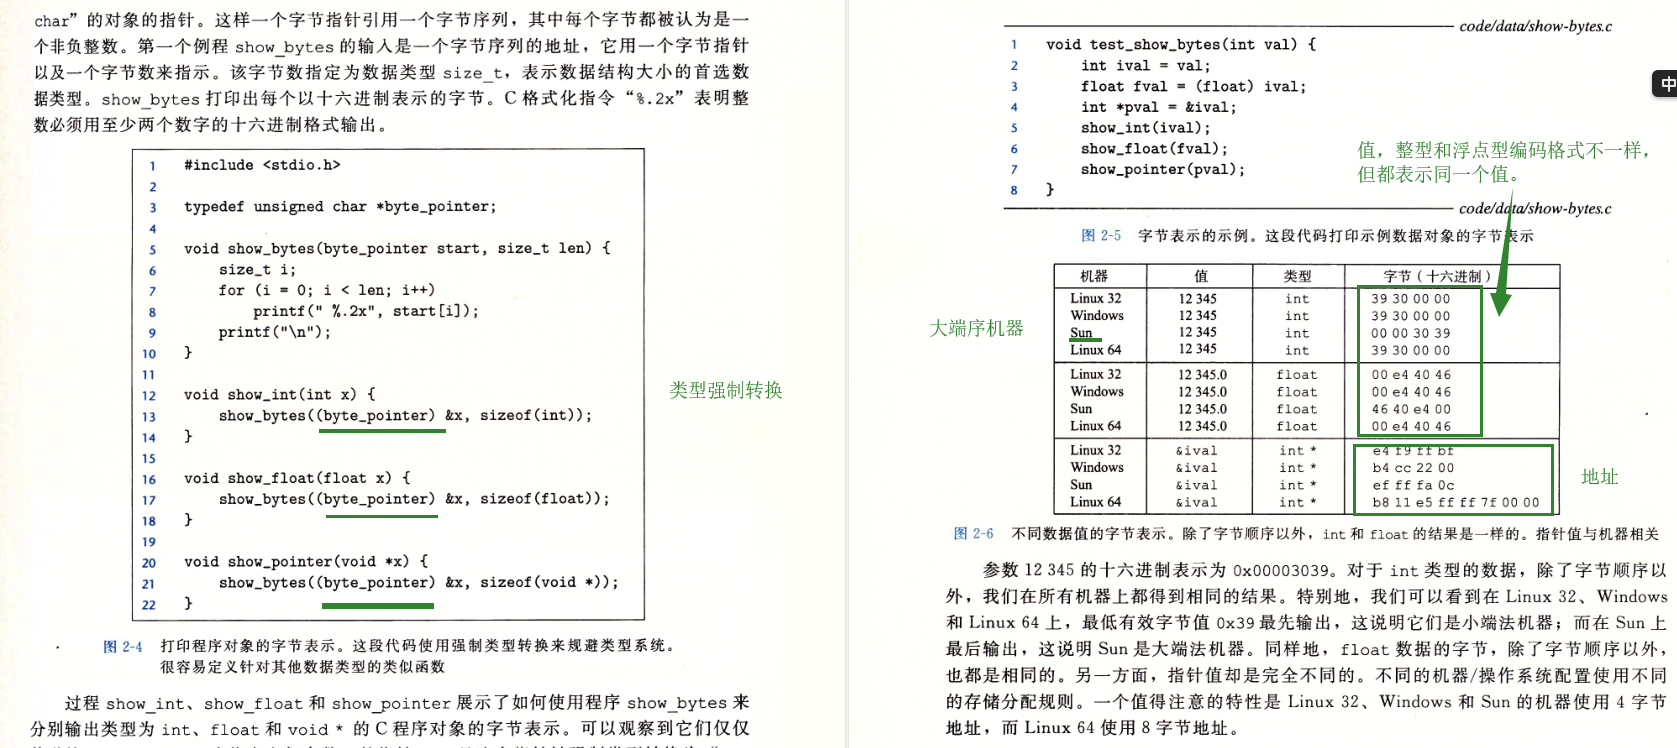 char”的对象的指针。这样一个字节指针引用一个字节序列，其中每个字节都被认为是一
个非负整数。第一个例程 show_bytes 的输入是一个字节序列的地址，它用一个字节指针
以及一个字节数来指示。该字节数指定为数据类型 size_t，表示数据结构大小的首选数
据类型。show_bytes 打印出每个以十六进制表示的字节。C 格式化指令“%.2x”表明整
数必须用至少两个数字的十六进制格式输出。
1 #include <stdio.h>
2
3 typedef unsigned char *byte_pointer;
4
5 void show_bytes(byte_pointer start, size_t len) {
6 size_t i;
7 for (i = 0; i < len; i++)
8 printf(" %.2x", start[i]);
9 printf("\n");
10 }
11
12 void show_int(int x) {
13 show_bytes((byte_pointer) &x, sizeof(int));
14 }
15
16 void show_float(float x) {
17 show_bytes((byte_pointer) &x, sizeof(float));
18 }
19
20 void show_pointer(void *x) {
21 show_bytes((byte_pointer) &x, sizeof(void *));
22 }
类型强制转换
图 2-4 打印程序对象的字节表示。这段代码使用强制类型转换来规避类型系统。
很容易定义针对其他数据类型的类似函数
过程 show_int、show_float 和 show_pointer 展示了如何使用程序 show_bytes 来
分别输出类型为 int、float 和 void * 的 C 程序对象的字节表示。可以观察到它们仅仅
code/data/show-bytes.c
1 void test_show_bytes(int val) {
2 int ival = val;
3 float fval = (float) ival;
4 int *pval = &ival;
5 show_int(ival);
6 show_float(fval);
7 show_pointer(pval);
8 }
code/data/show-bytes.c
中
值，整型和浮点型编码格式不一样，
但都表示同一个值。
图 2-5 字节表示的示例。这段代码打印示例数据对象的字节表示
机器 值 类型 字节（十六进制）
Linux 32 12 345 int 39 30 00 00
Windows 12 345 int 39 30 00 00
Sun 12 345 int 00 00 30 39
Linux 64 12 345 int 39 30 00 00
Linux 32 12 345.0 float 00 e4 40 46
Windows 12 345.0 float 00 e4 40 46
Sun 12 345.0 float 46 40 e4 00
Linux 64 12 345.0 float 00 e4 40 46
Linux 32 &ival int * e4 f9 ff bf
Windows &ival int * b4 cc 22 00
Sun &ival int * ef ff fa 0c
Linux 64 &ival int * b8 11 e5 ff ff 7f 00 00
大端序机器
地址
图 2-6 不同数据值的字节表示。除了字节顺序以外，int 和 float 的结果是一样的。指针值与机器相关
参数 12 345 的十六进制表示为 0x00003039。对于 int 类型的数据，除了字节顺序以
外，我们在所有机器上都得到相同的结果。特别地，我们可以看到在 Linux 32、Windows
和 Linux 64 上，最低有效字节值 0x39 最先输出，这说明它们是小端法机器；而在 Sun 上
最后输出，这说明 Sun 是大端法机器。同样地，float 数据的字节，除了字节顺序以外，
也都是相同的。另一方面，指针值却是完全不同的。不同的机器/操作系统配置使用不同
的存储分配规则。一个值得注意的特性是 Linux 32、Windows 和 Sun 的机器使用 4 字节
地址，而 Linux 64 使用 8 字节地址。